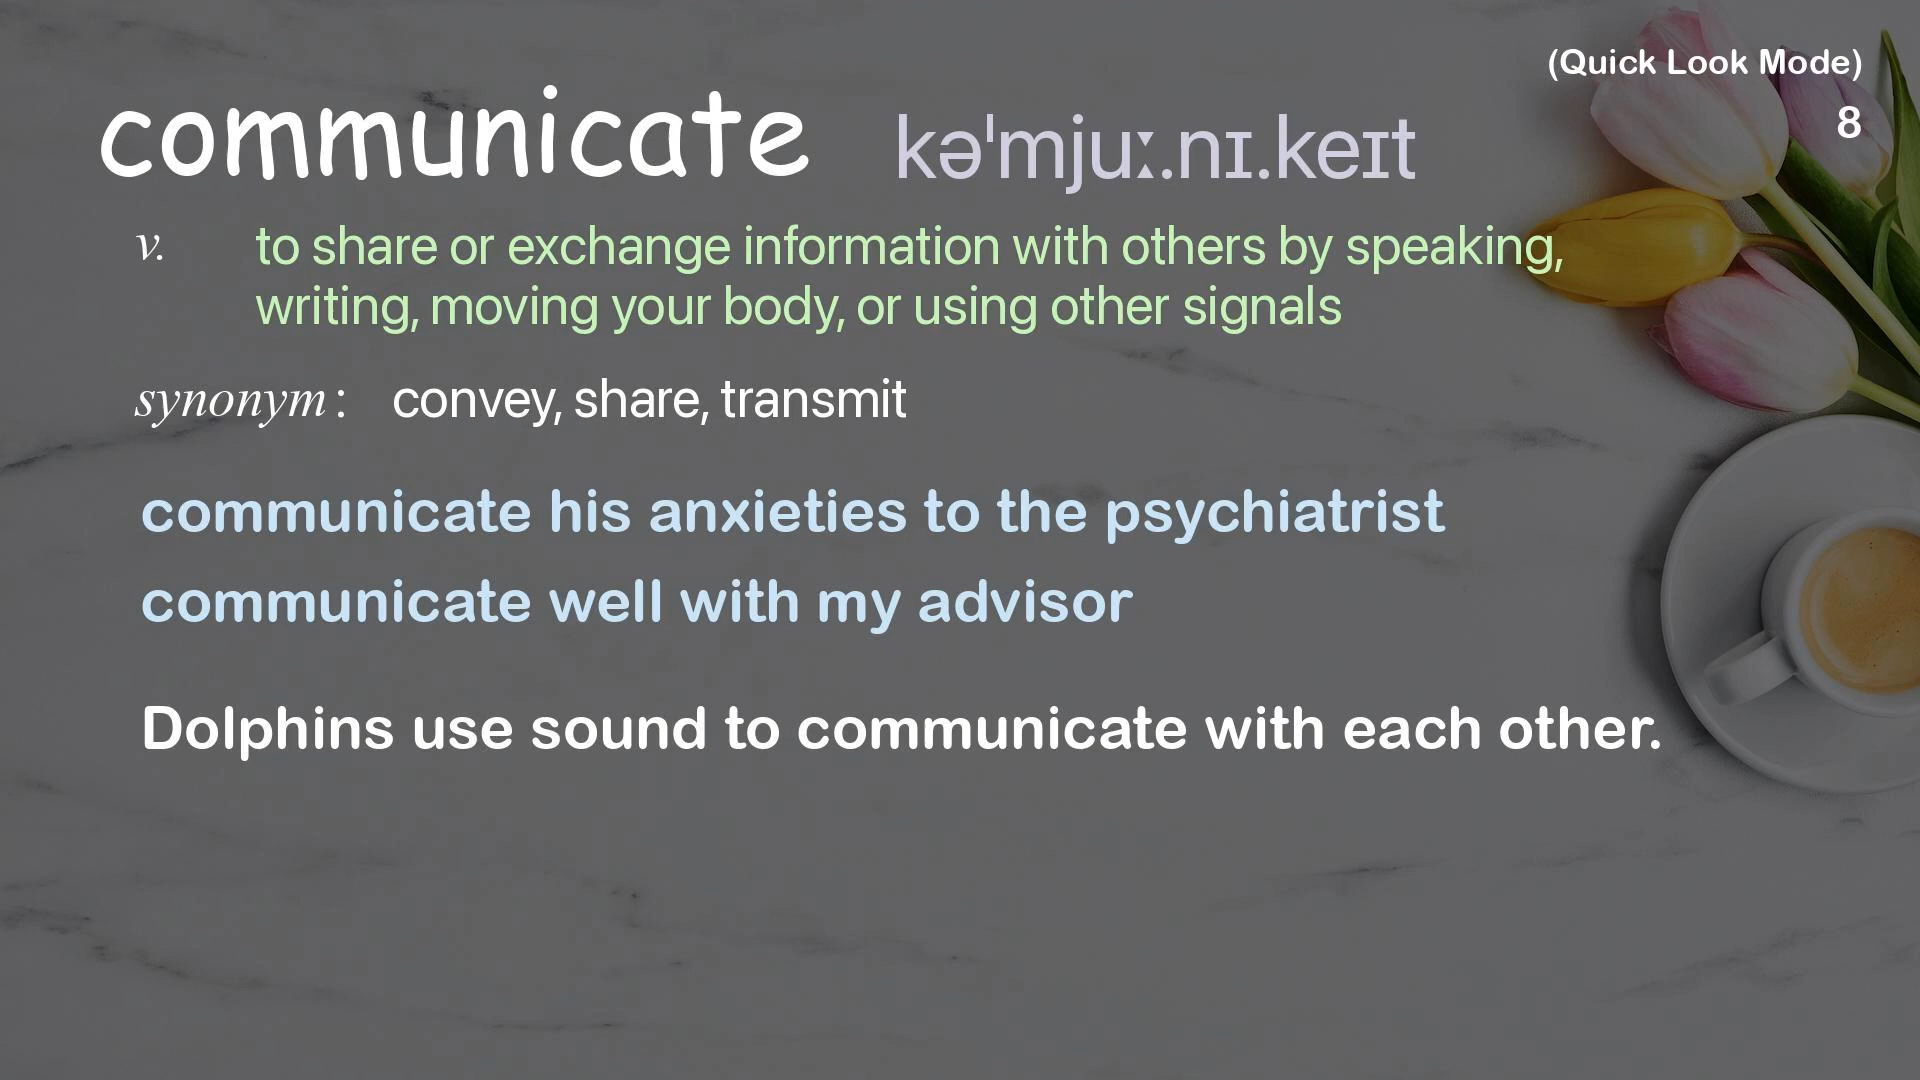 (Quick Look Mode)
8
communicate kəˈmjuː.nɪ.keɪt
v. to share or exchange information with others by speaking,
writing, moving your body, or using other signals
synonym: convey, share, transmit
communicate his anxieties to the psychiatrist
communicate well with my advisor
Dolphins use sound to communicate with each other.